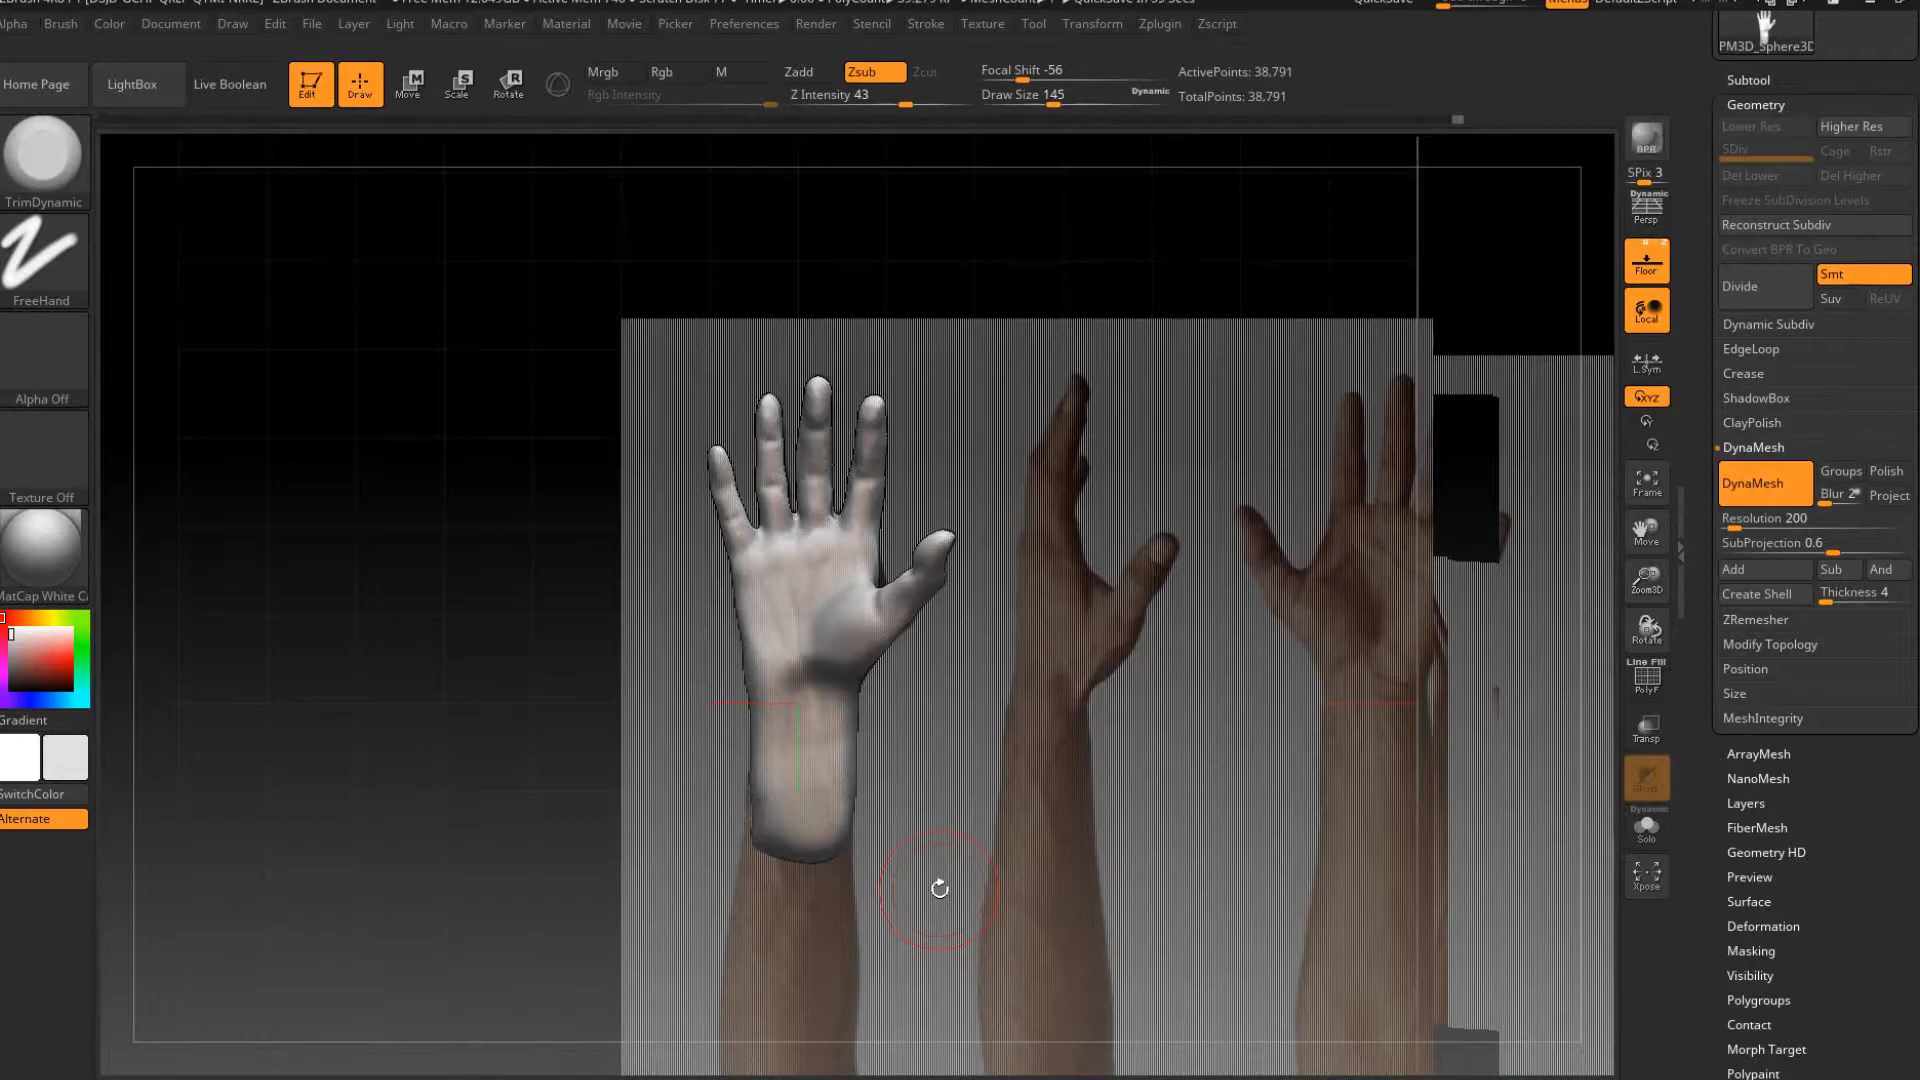 Alpha Brush Color Document Draw Edit File Layer Light Macro Marker Material Movie Picker Preferences Render Stencil Stroke Texture Tool Transform Zplugin Zscript
PM3D_Sphere3D
Home Page
LightBox
Live Boolean
Edit
Draw
Move
Scale
Rotate
Mrgb Rgb M
Rgb Intensity
Zadd Zsub Zcut
Z Intensity 43
Focal Shift -56
Draw Size 145
Dynamic
ActivePoints: 38,791
TotalPoints: 38,791
TrimDynamic
FreeHand
Alpha Off
Texture Off
MatCap White Ca
Gradient
SwitchColor
Alternate
BPR
SPix 3
Dynamic
Persp
Floor
Local
L.Sym
XYZ
Frame
Move
Zoom3D
Rotate
Line Fill
PolyF
Transp
Ghost
Dynamic
Solo
Xpose
Subtool
Geometry
Lower Res Higher Res
SDiv Cage Rstr
Del Lower Del Higher
Freeze SubDivision Levels
Reconstruct Subdiv
Convert BPR To Geo
Divide
Smt
Suv ReUV
Dynamic Subdiv
EdgeLoop
Crease
ShadowBox
ClayPolish
DynaMesh
DynaMesh
Groups Polish
Blur 2 Project
Resolution 200
SubProjection 0.6
Add Sub And
Create Shell Thickness 4
ZRemesher
Modify Topology
Position
Size
MeshIntegrity
ArrayMesh
NanoMesh
Layers
FiberMesh
Geometry HD
Preview
Surface
Deformation
Masking
Visibility
Polygroups
Contact
Morph Target
Polypaint